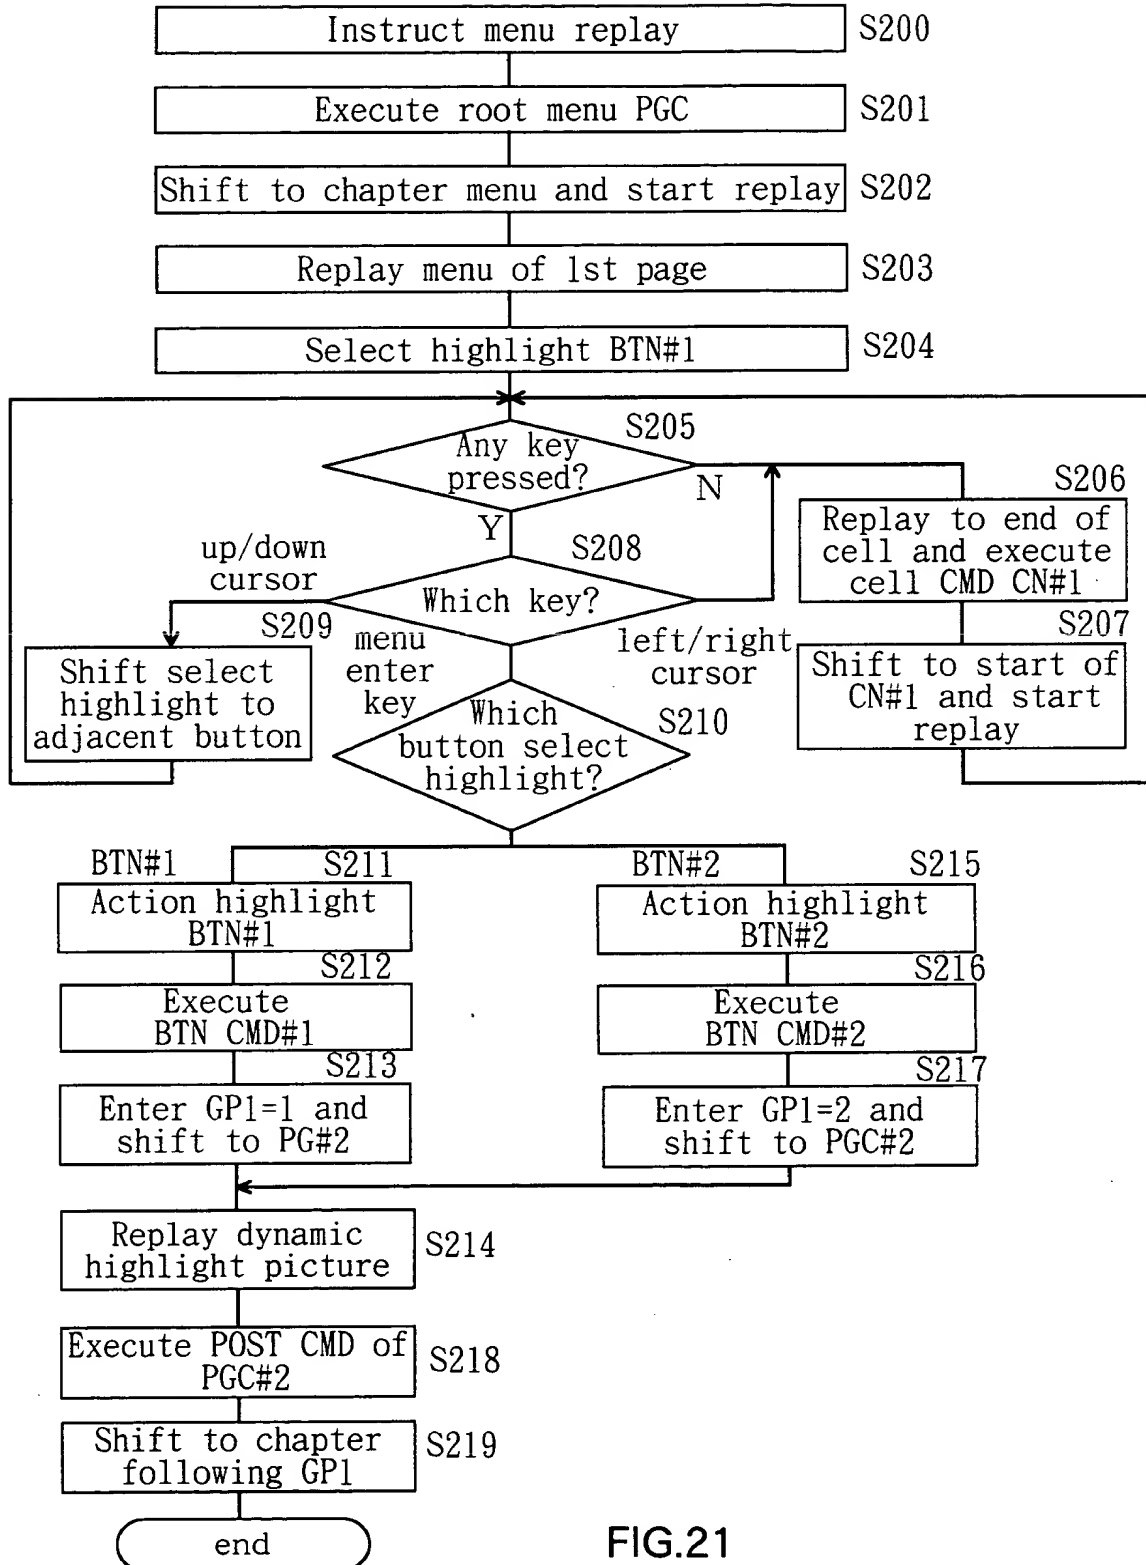 Instruct menu replay
S200
Execute root menu PGC
S201
Shift to chapter menu and start replay
S202
Replay menu of 1st page
S203
Select highlight BTN#1
S204
S205
Any key
pressed?
N
Y
S206
Replay to end of
cell and execute
cell CMD CN#1
S207
Shift to start of
CN#1 and start
replay
S208
Which key?
up/down
cursor
S209
Shift select
highlight to
adjacent button
menu
enter
key
left/right
cursor
S210
Which
button select
highlight?
BTN#1
S211
Action highlight
BTN#1
S212
Execute
BTN CMD#1
S213
Enter GP1=1 and
shift to PG#2
BTN#2
S215
Action highlight
BTN#2
S216
Execute
BTN CMD#2
S217
Enter GP1=2 and
shift to PGC#2
Replay dynamic
highlight picture
S214
Execute POST CMD of
PGC#2
S218
Shift to chapter
following GP1
S219
end
FIG.21